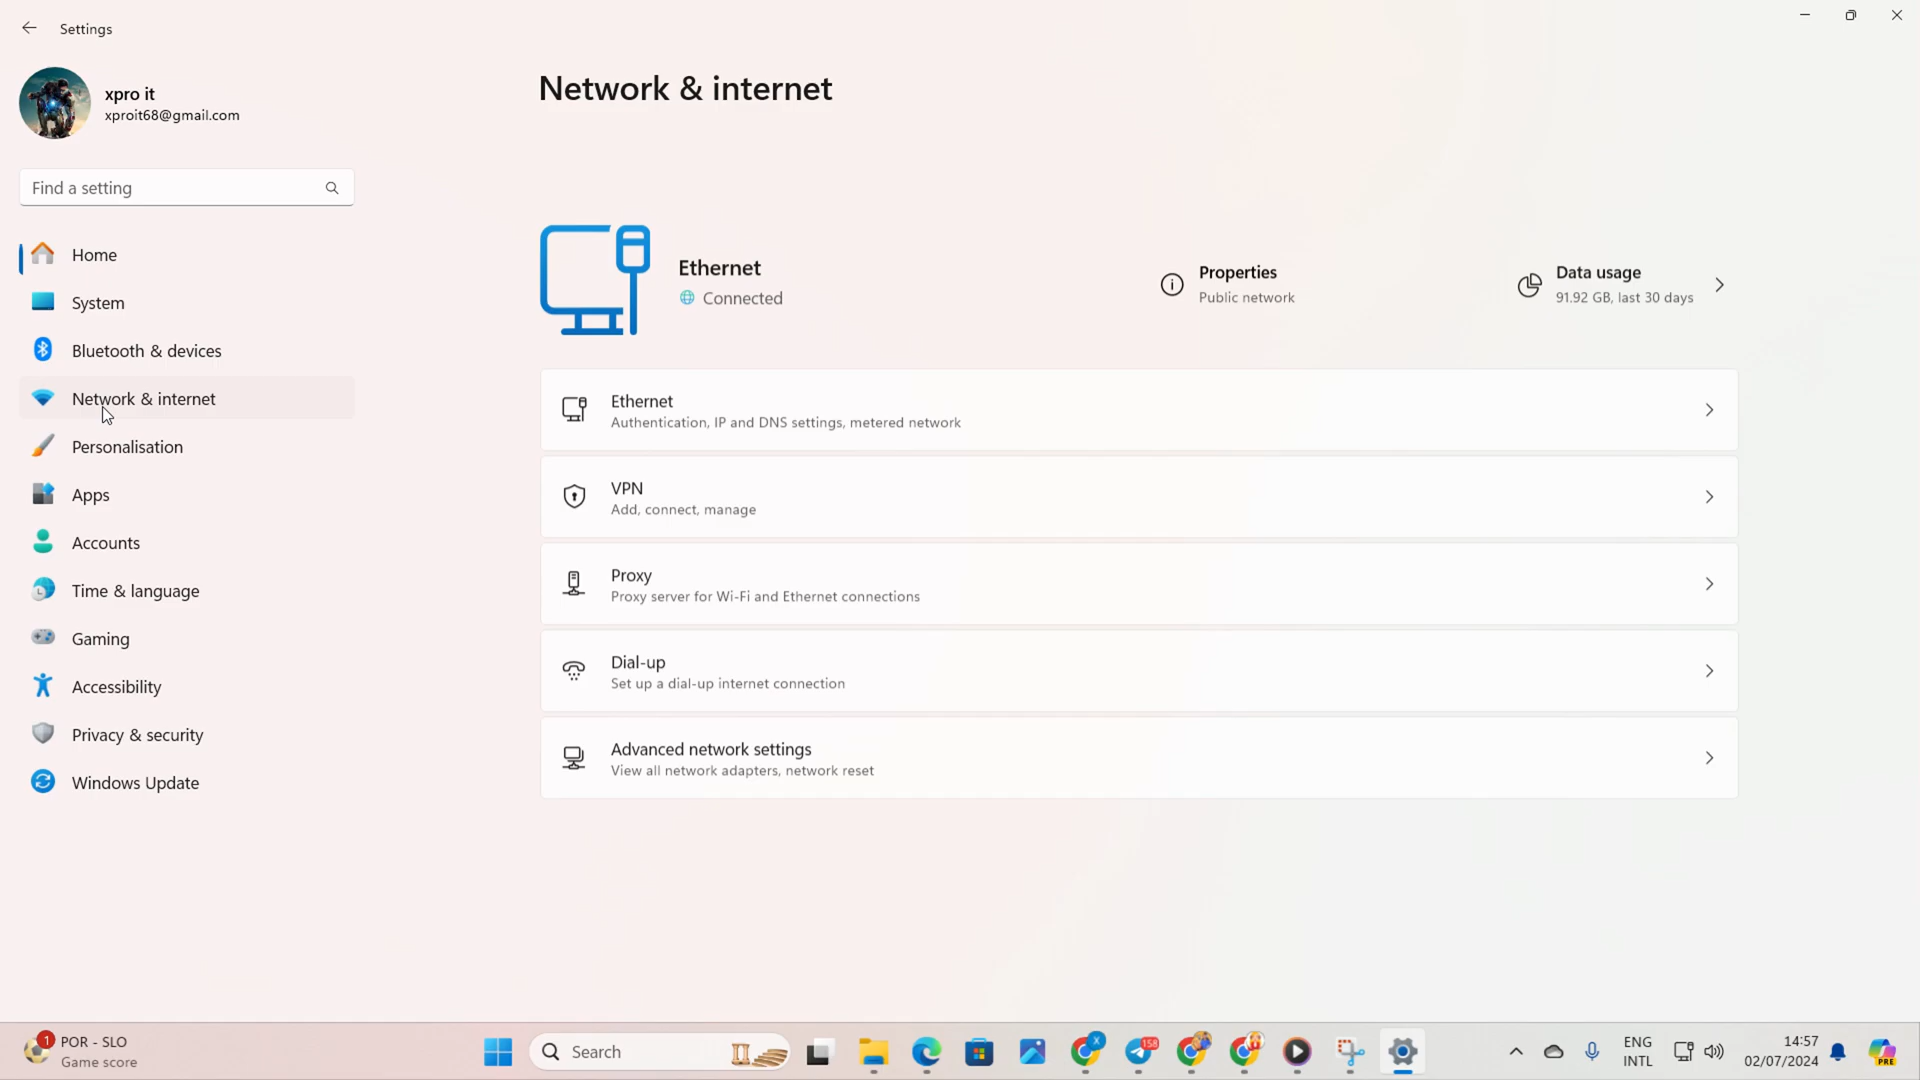 Settings
xpro it
xproit68@gmail.com
Find a setting
Home
System
Bluetooth & devices
Network & internet
Personalisation
Apps
Accounts
Time & language
Gaming
Accessibility
Privacy & security
Windows Update
Network & internet
Ethernet
Connected
Properties
Public network
Data usage
91.92 GB, last 30 days
Ethernet
Authentication, IP and DNS settings, metered network
VPN
Add, connect, manage
Proxy
Proxy server for Wi-Fi and Ethernet connections
Dial-up
Set up a dial-up internet connection
Advanced network settings
View all network adapters, network reset
1
POR - SLO
Game score
Search
X
158
ENG
INTL
14:57
02/07/2024
PRE